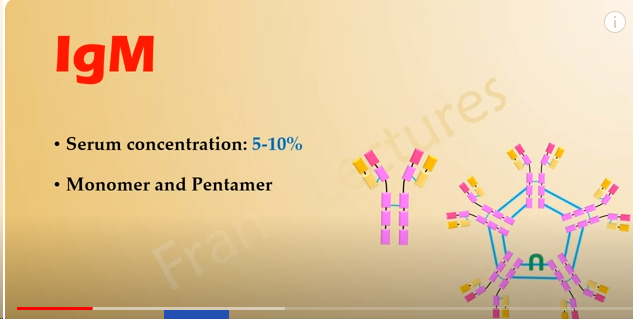 IgM
• Serum concentration: 5-10%
• Monomer and Pentamer